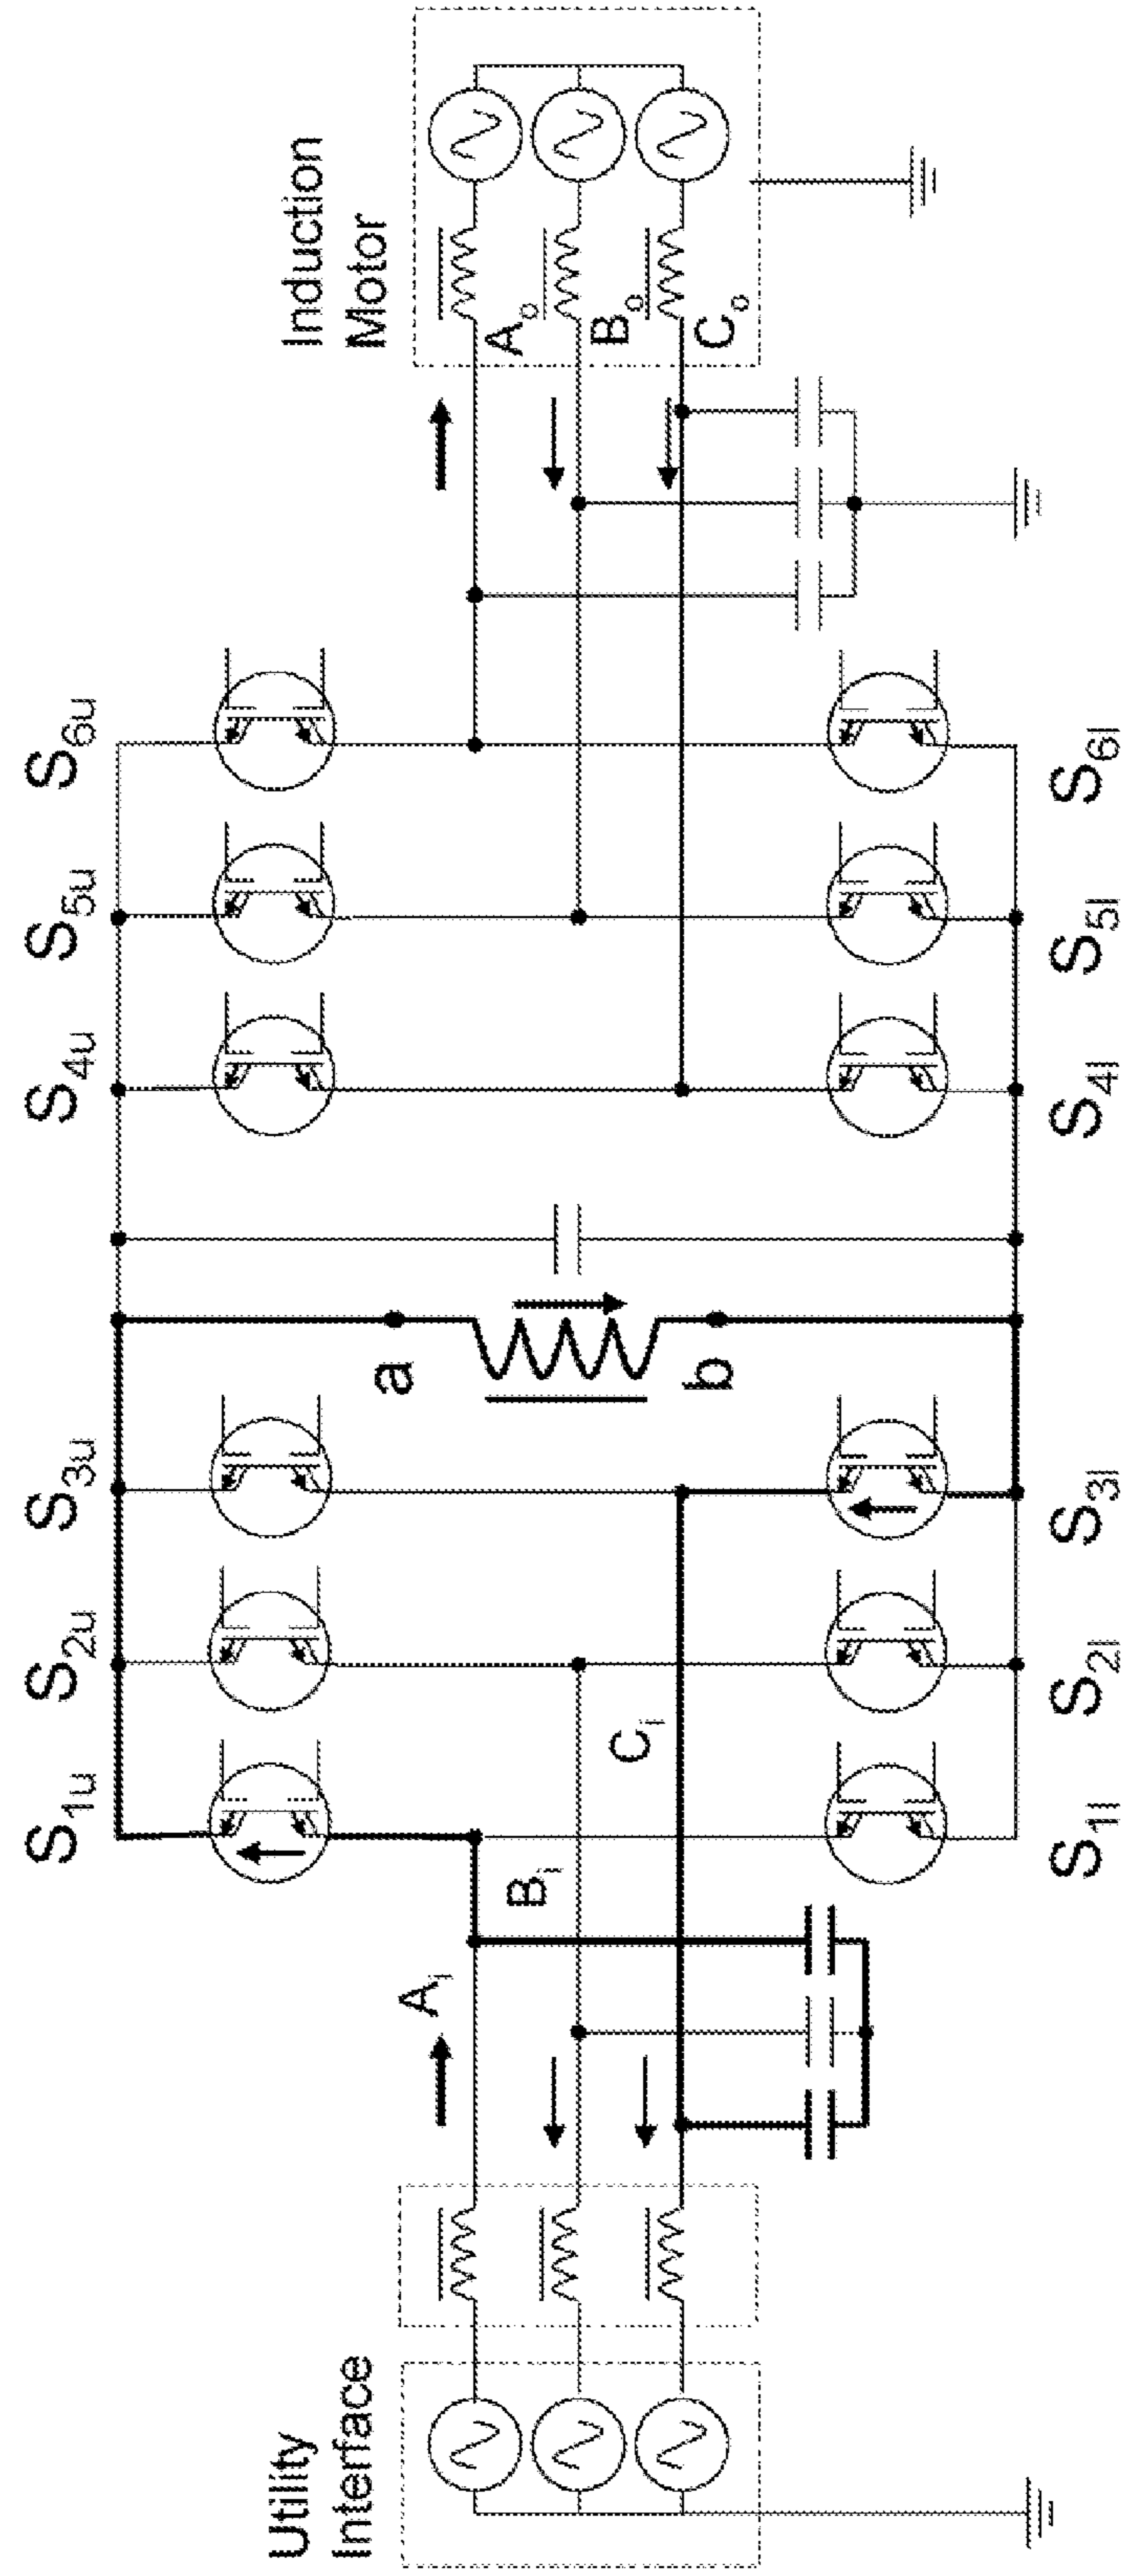 Utility
Interface
Induction
Motor
S1u
S2u
S3u
S4u
S5u
S6u
Ai
Bi
Ci
a
b
Ao
Bo
Co
S1l
S2l
S3l
S4l
S5l
S6l